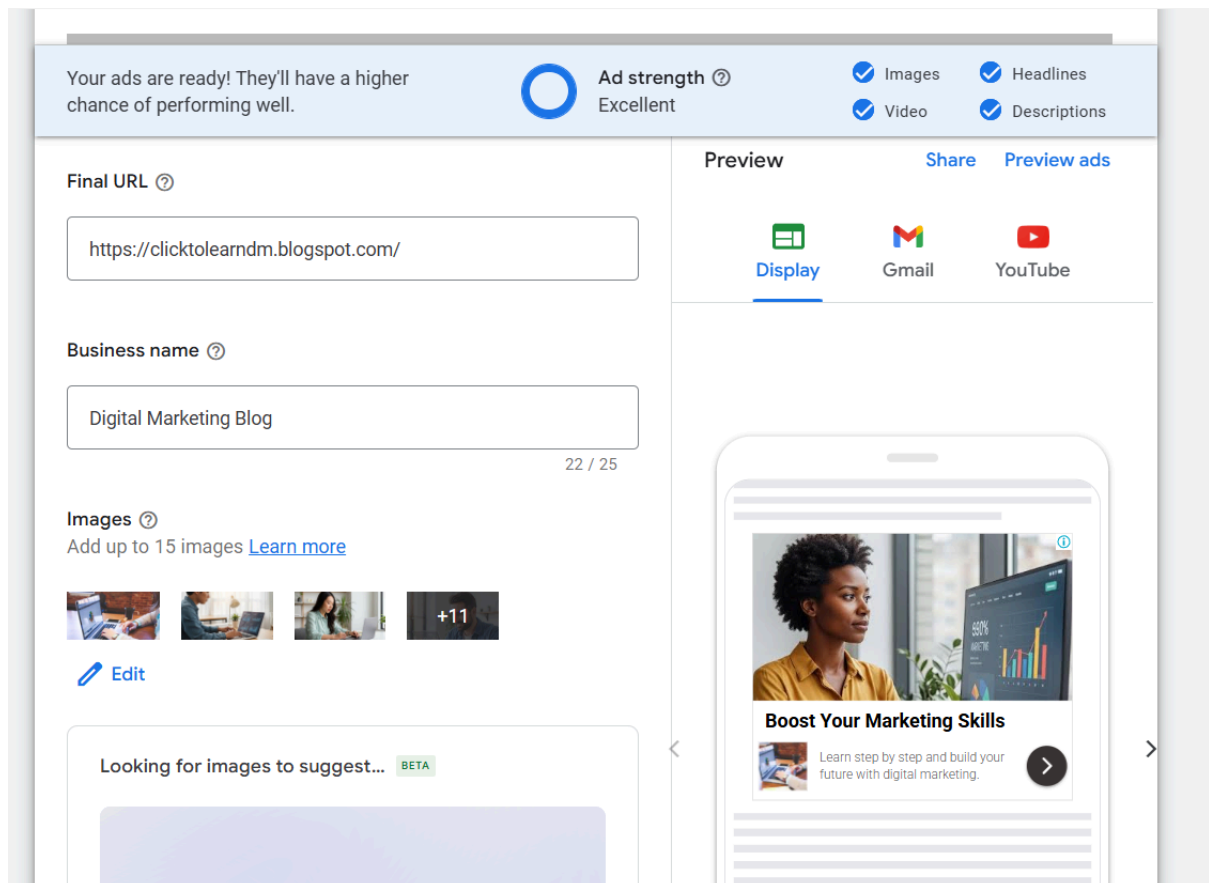 Your ads are ready! They'll have a higher
chance of performing well.
Ad strength
Excellent
Images
Headlines
Video
Descriptions
Final URL
https://clicktolearndm.blogspot.com/
Business name
Digital Marketing Blog
22 / 25
Images
Add up to 15 images Learn more
+11
Edit
Looking for images to suggest... BETA
Preview
Share
Preview ads
Display
Gmail
YouTube
Boost Your Marketing Skills
Learn step by step and build your
future with digital marketing.